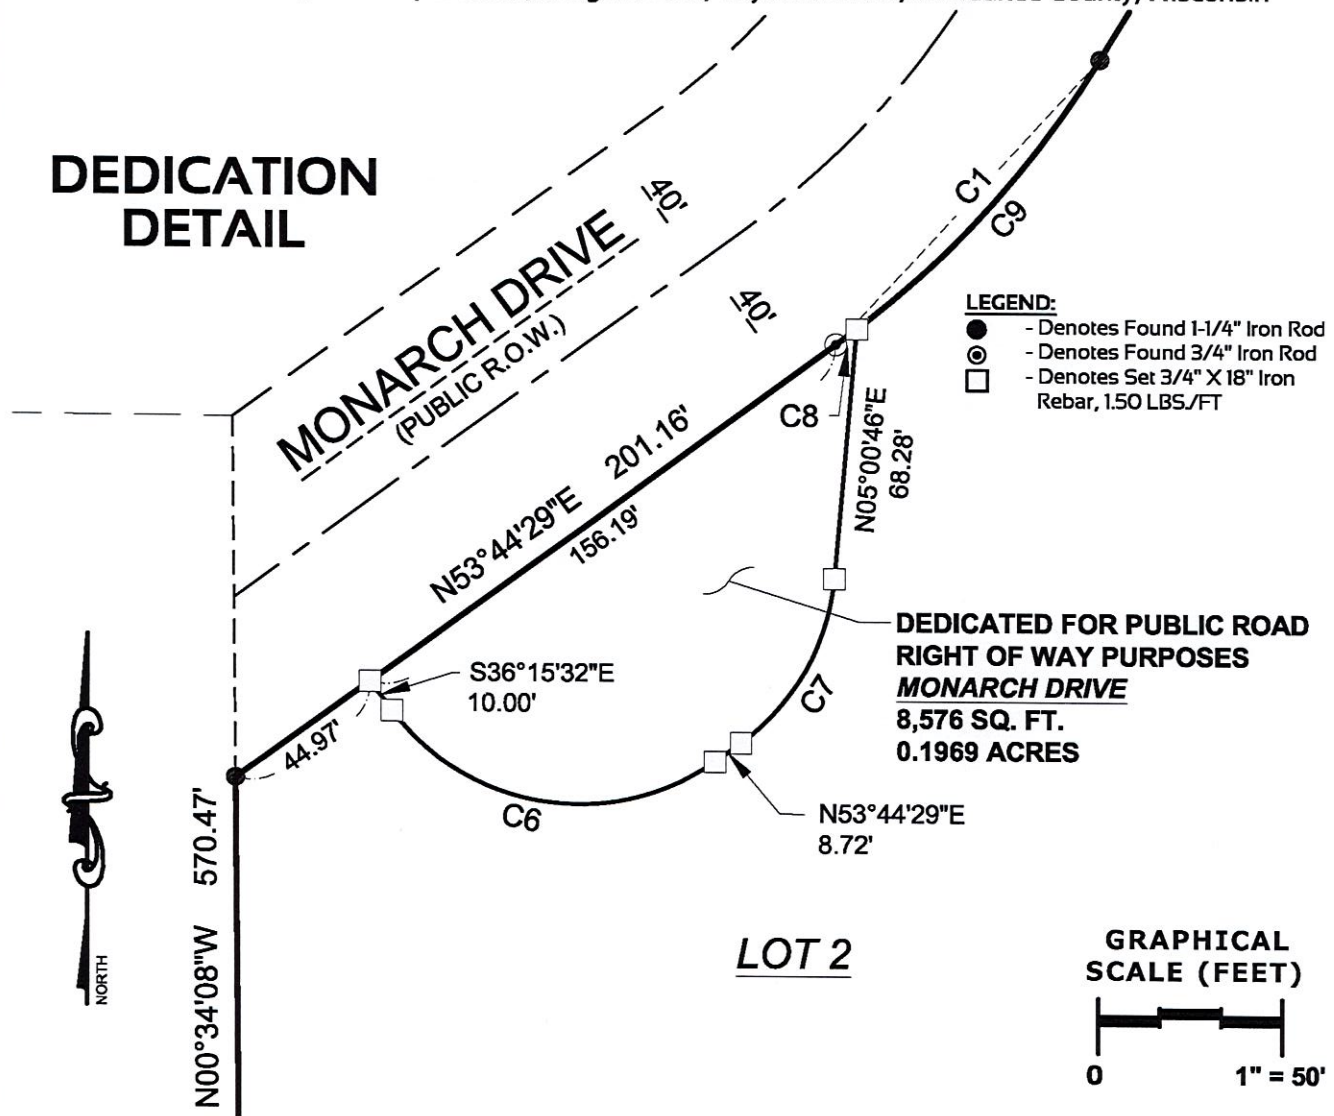 DEDICATION
DETAIL
MONARCH DRIVE
(PUBLIC R.O.W.)
40'
40'
C1
C9
LEGEND:
- Denotes Found 1-1/4" Iron Rod
- Denotes Found 3/4" Iron Rod
- Denotes Set 3/4" X 18" Iron
Rebar, 1.50 LBS./FT
C8
N05°00'46"E
68.28'
N53°44'29"E 201.16'
156.19'
S36°15'32"E
10.00'
44.97'
DEDICATED FOR PUBLIC ROAD
RIGHT OF WAY PURPOSES
MONARCH DRIVE
8,576 SQ. FT.
0.1969 ACRES
C7
C6
N53°44'29"E
8.72'
N00°34'08"W 570.47'
NORTH
LOT 2
GRAPHICAL
SCALE (FEET)
0 1" = 50'